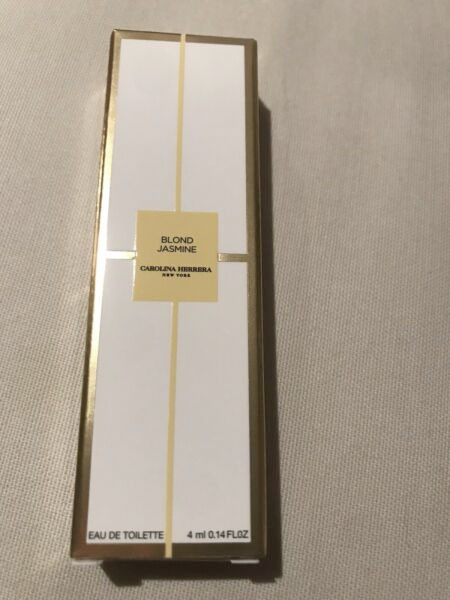 BLOND
JASMINE
CAROLINA HERRERA
NEW YORK
EAU DE TOILETTE 4 ml 0.14 FL.OZ